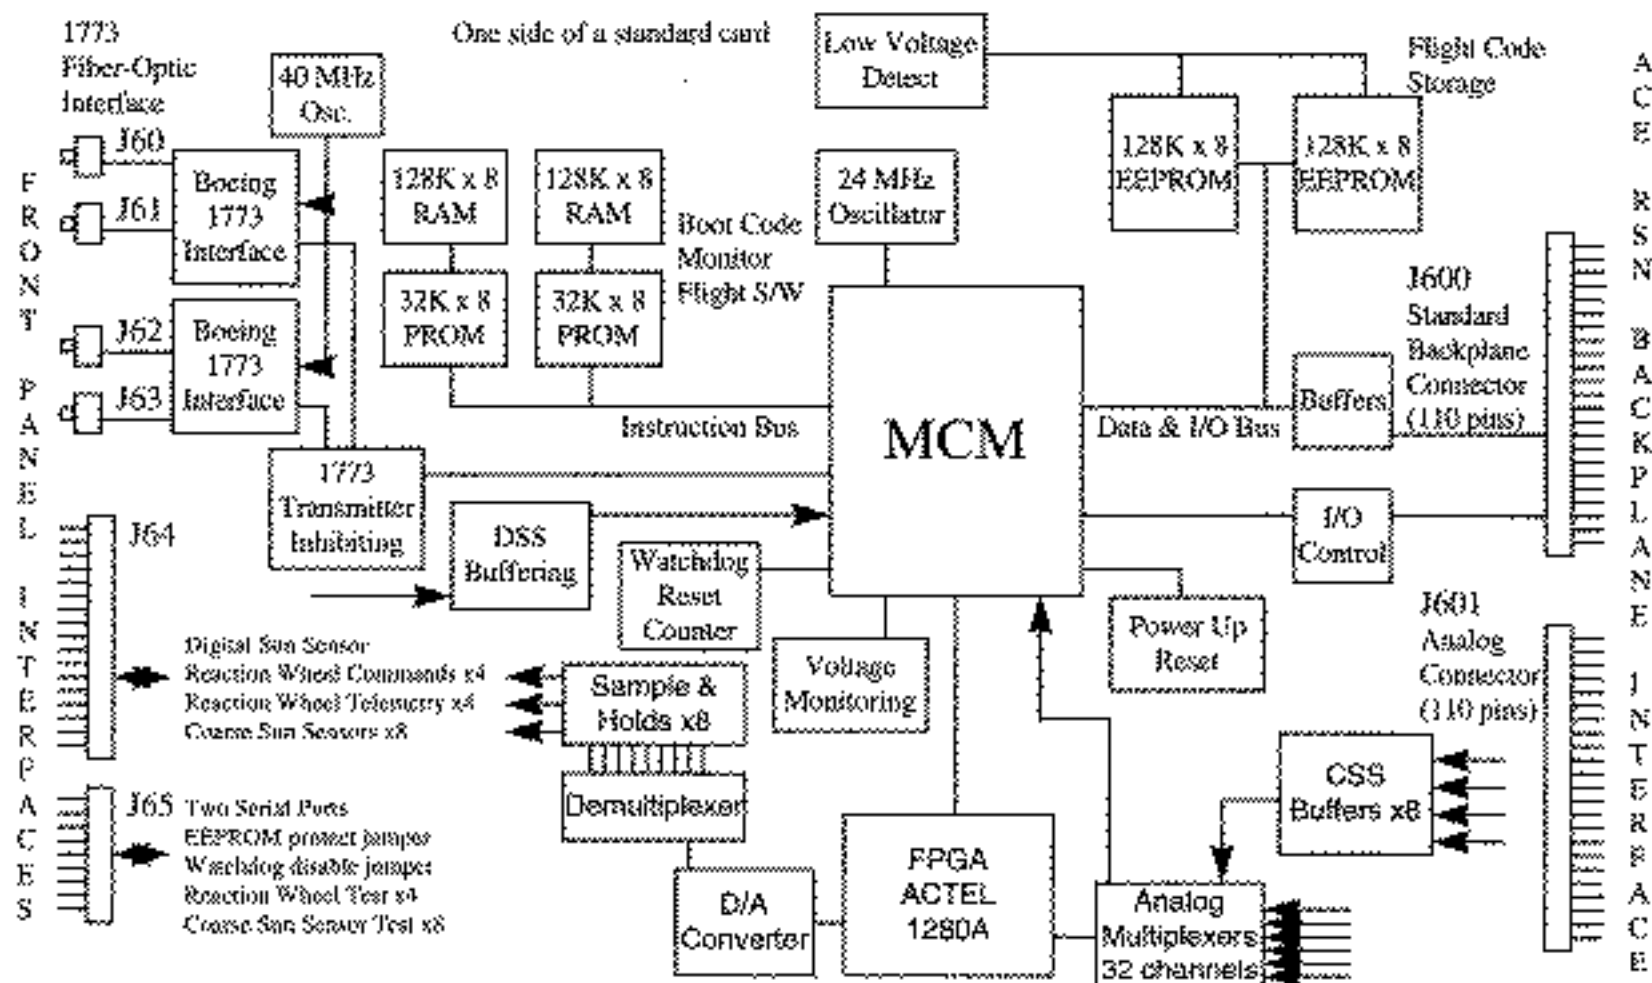 1773
Fiber-Optic
Interface
One side of a standard card
40 MHz
Osc.
Low Voltage
Detect
Flight Code
Storage
J60
J61
J62
J63
Boeing
1773
Interface
Boeing
1773
Interface
128K x 8
RAM
128K x 8
RAM
32K x 8
PROM
32K x 8
PROM
Boot Code
Monitor
Flight S/W
24 MHz
Oscillator
128K x 8
EEPROM
128K x 8
EEPROM
Instruction Bus
MCM
Data & I/O Bus
Buffers
J600
Standard
Backplane
Connector
(110 pins)
1773
Transmitter
Inhibiting
DSS
Buffering
Watchdog
Reset
Counter
Voltage
Monitoring
I/O
Control
Power Up
Reset
J601
Analog
Connector
(110 pins)
J64
Digital Sun Sensor
Reaction Wheel Commands x4
Reaction Wheel Telemetry x4
Coarse Sun Sensors x8
Sample &
Holds x8
Demultiplexer
D/A
Converter
FPGA
ACTEL
1280A
CSS
Buffers x8
Analog
Multiplexers
32 channels
J65
Two Serial Ports
EEPROM protect jumper
Watchdog disable jumper
Reaction Wheel Test x4
Coarse Sun Sensor Test x8
FRONT PANEL INTERFACES
ACE RSN BACKPLANE INTERFACE